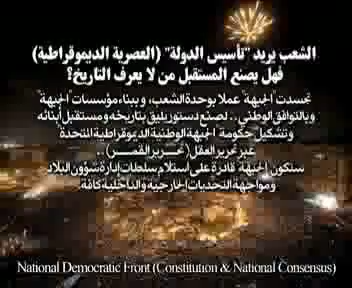 الشعب يريد "تأسيس الدولة" (العصرية الديموقراطية)
فهل يصنع المستقبل من لا يعرف التاريخ؟
تجسدت "الجبهة" عملا بوحدة الشعب، وببناء مؤسسات "الجبهة"
وبالتوافق الوطني.. لصنع دستور يليق بتاريخه ومستقبل أبنائه
وتشكيل حكومة "الجبهة الوطنية الديموقراطية المتحدة"
عبر تحرير العقل
ستكون "الجبهة" قادرة على استلام سلطات إدارة شؤون البلاد
ومواجهة التحديات الخارجية والداخلية كافة.
National Democratic Front (Constitution & National Consensus)